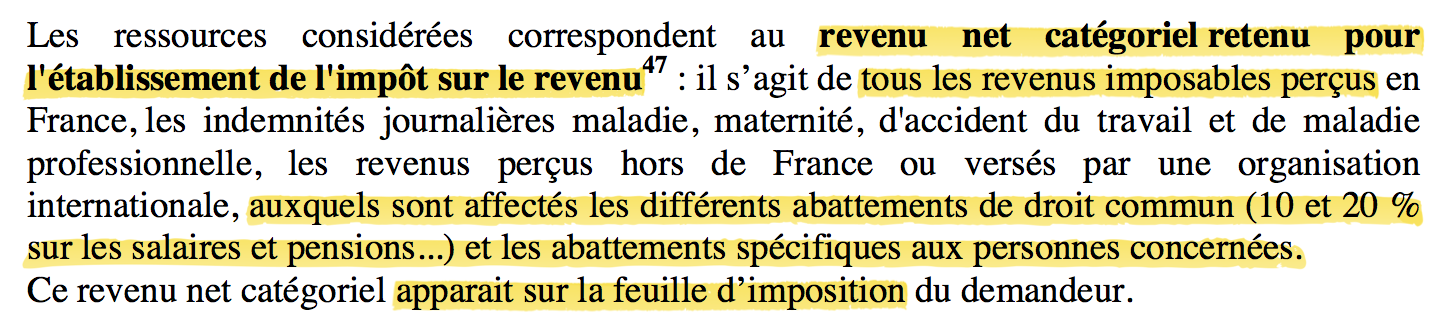 Les ressources considérées correspondent au revenu net catégoriel retenu pour
l'établissement de l'impôt sur le revenu47 : il s’agit de tous les revenus imposables perçus en
France, les indemnités journalières maladie, maternité, d'accident du travail et de maladie
professionnelle, les revenus perçus hors de France ou versés par une organisation
internationale, auxquels sont affectés les différents abattements de droit commun (10 et 20 %
sur les salaires et pensions...) et les abattements spécifiques aux personnes concernées.
Ce revenu net catégoriel apparait sur la feuille d’imposition du demandeur.